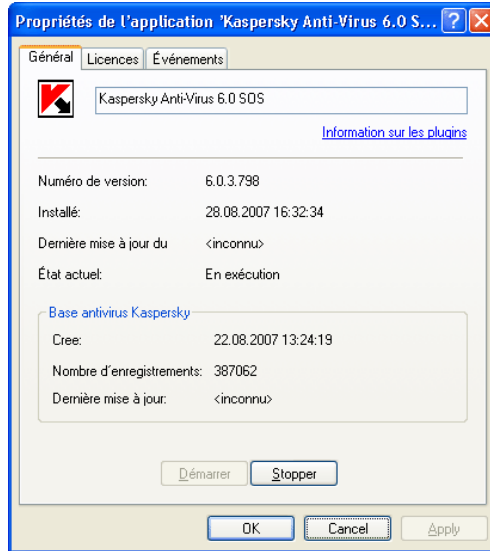 Propriétés de l'application 'Kaspersky Anti-Virus 6.0 S...
Général Licences Événements
Kaspersky Anti-Virus 6.0 SOS
Information sur les plugins
Numéro de version: 6.0.3.798
Installé: 28.08.2007 16:32:34
Dernière mise à jour du <inconnu>
État actuel: En exécution
Base antivirus Kaspersky
Cree: 22.08.2007 13:24:19
Nombre d'enregistrements: 387062
Dernière mise à jour: <inconnu>
Démarrer Stopper
OK Cancel Apply